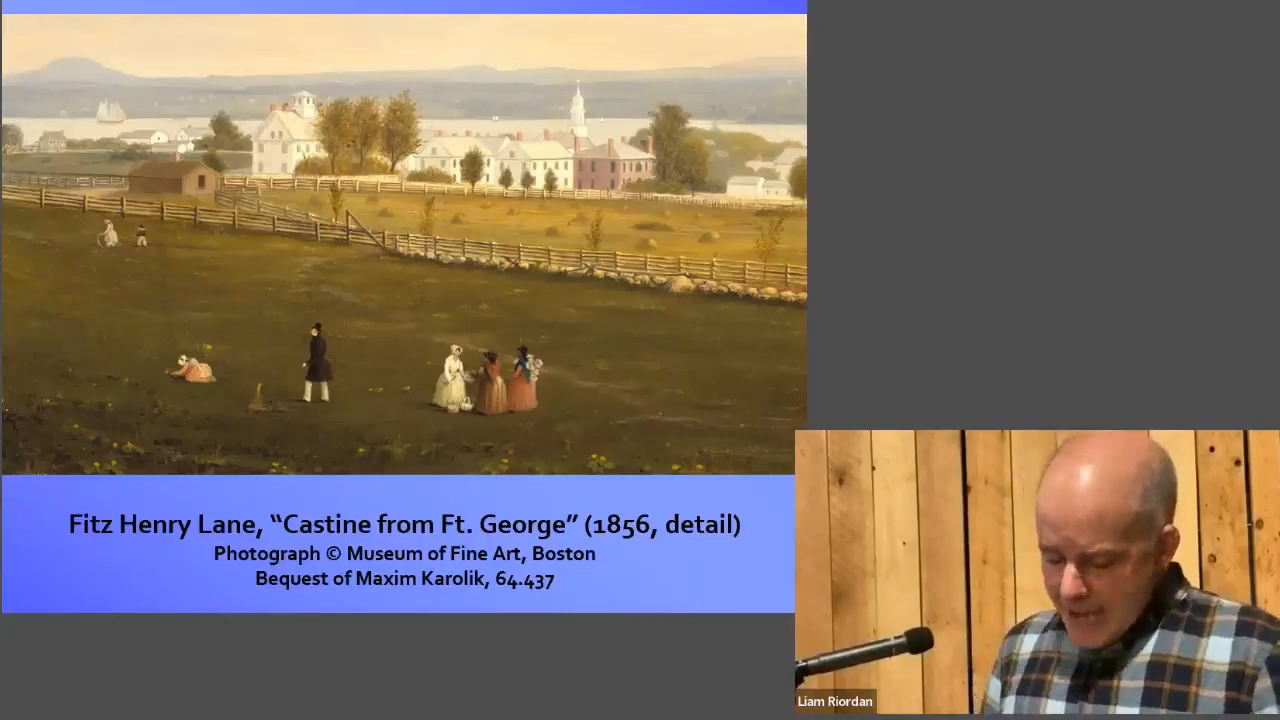 Fitz Henry Lane, “Castine from Ft. George” (1856, detail)
Photograph © Museum of Fine Art, Boston
Bequest of Maxim Karolik, 64.437
Liam Riordan